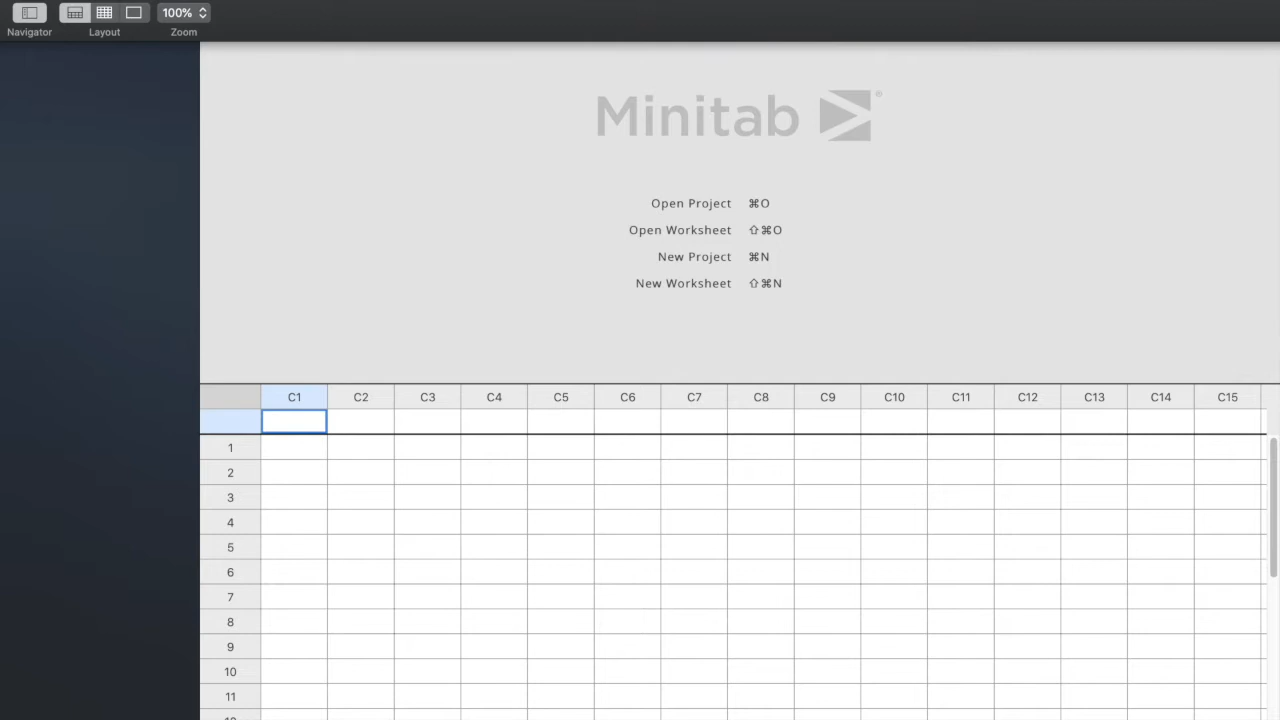 100%
Navigator Layout Zoom
Minitab®
Open Project ⌘O
Open Worksheet ⇧⌘O
New Project ⌘N
New Worksheet ⇧⌘N
C1 C2 C3 C4 C5 C6 C7 C8 C9 C10 C11 C12 C13 C14 C15
1
2
3
4
5
6
7
8
9
10
11